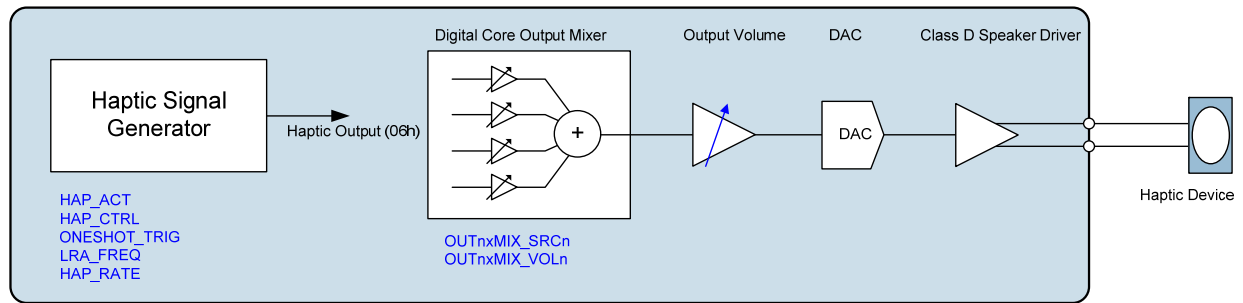 Digital Core Output Mixer
Output Volume
DAC
Class D Speaker Driver
Haptic Signal
Generator
Haptic Output (06h)
+
DAC
Haptic Device
HAP_ACT
HAP_CTRL
ONESHOT_TRIG
LRA_FREQ
HAP_RATE
OUTnxMIX_SRCn
OUTnxMIX_VOLn